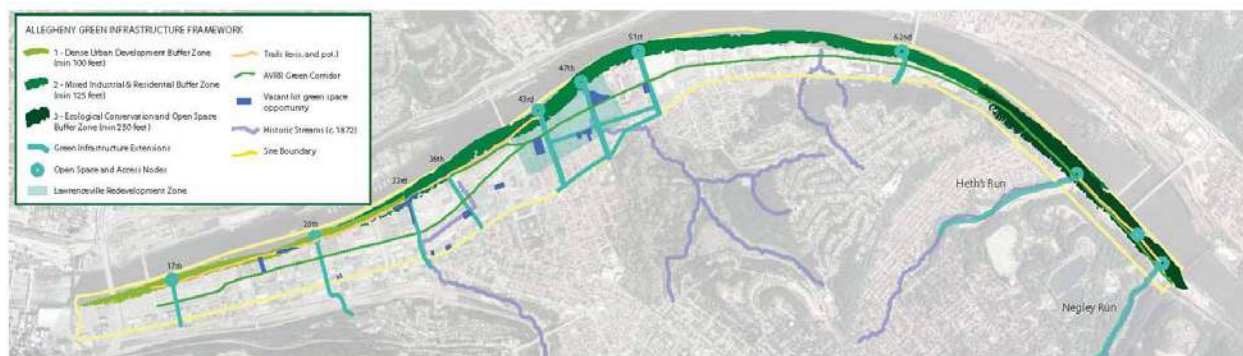 ALLEGHENY GREEN INFRASTRUCTURE FRAMEWORK
1 - Dense Urban Development Buffer Zone
(min 100 feet)
2 - Mixed Industrial & Residential Buffer Zone
(min 125 feet)
3 - Ecological Conservation and Open Space
Buffer Zone (min 250 feet)
Green Infrastructure Extensions
Open Space and Access Nodes
Lawrenceville Redevelopment Zone
Trails (exis. and pot.)
AVRR Green Corridor
Vacant lot green space
opportunity
Historic Streams (c. 1872)
Site Boundary
17th
28th
33rd
36th
43rd
47th
51st
62nd
Heth's Run
Negley Run